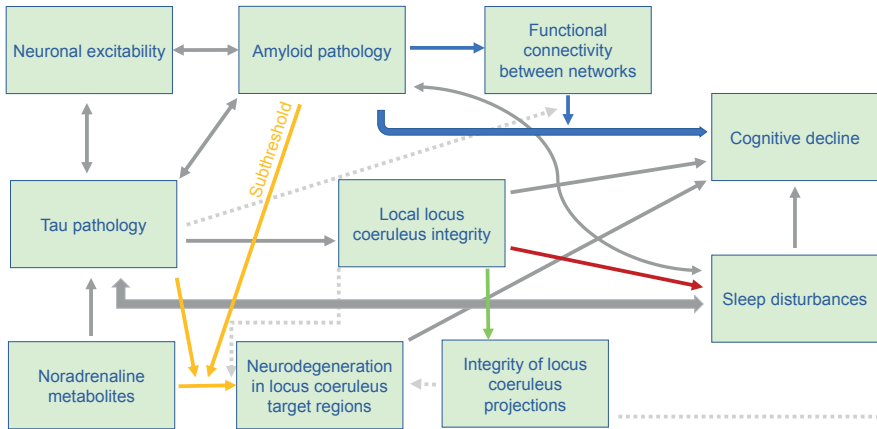 Neuronal excitability
Amyloid pathology
Functional
connectivity
between networks
Cognitive decline
Subthreshold
Tau pathology
Local locus
coeruleus integrity
Sleep disturbances
Noradrenaline
metabolites
Neurodegeneration
in locus coeruleus
target regions
Integrity of locus
coeruleus
projections